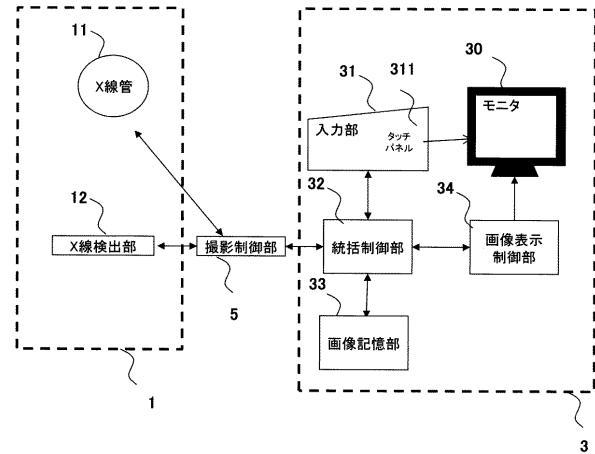 11
X線管
12
X線検出部
1
撮影制御部
5
31
311
入力部
タッチ
パネル
30
モニタ
32
統括制御部
34
画像表示
制御部
33
画像記憶部
3